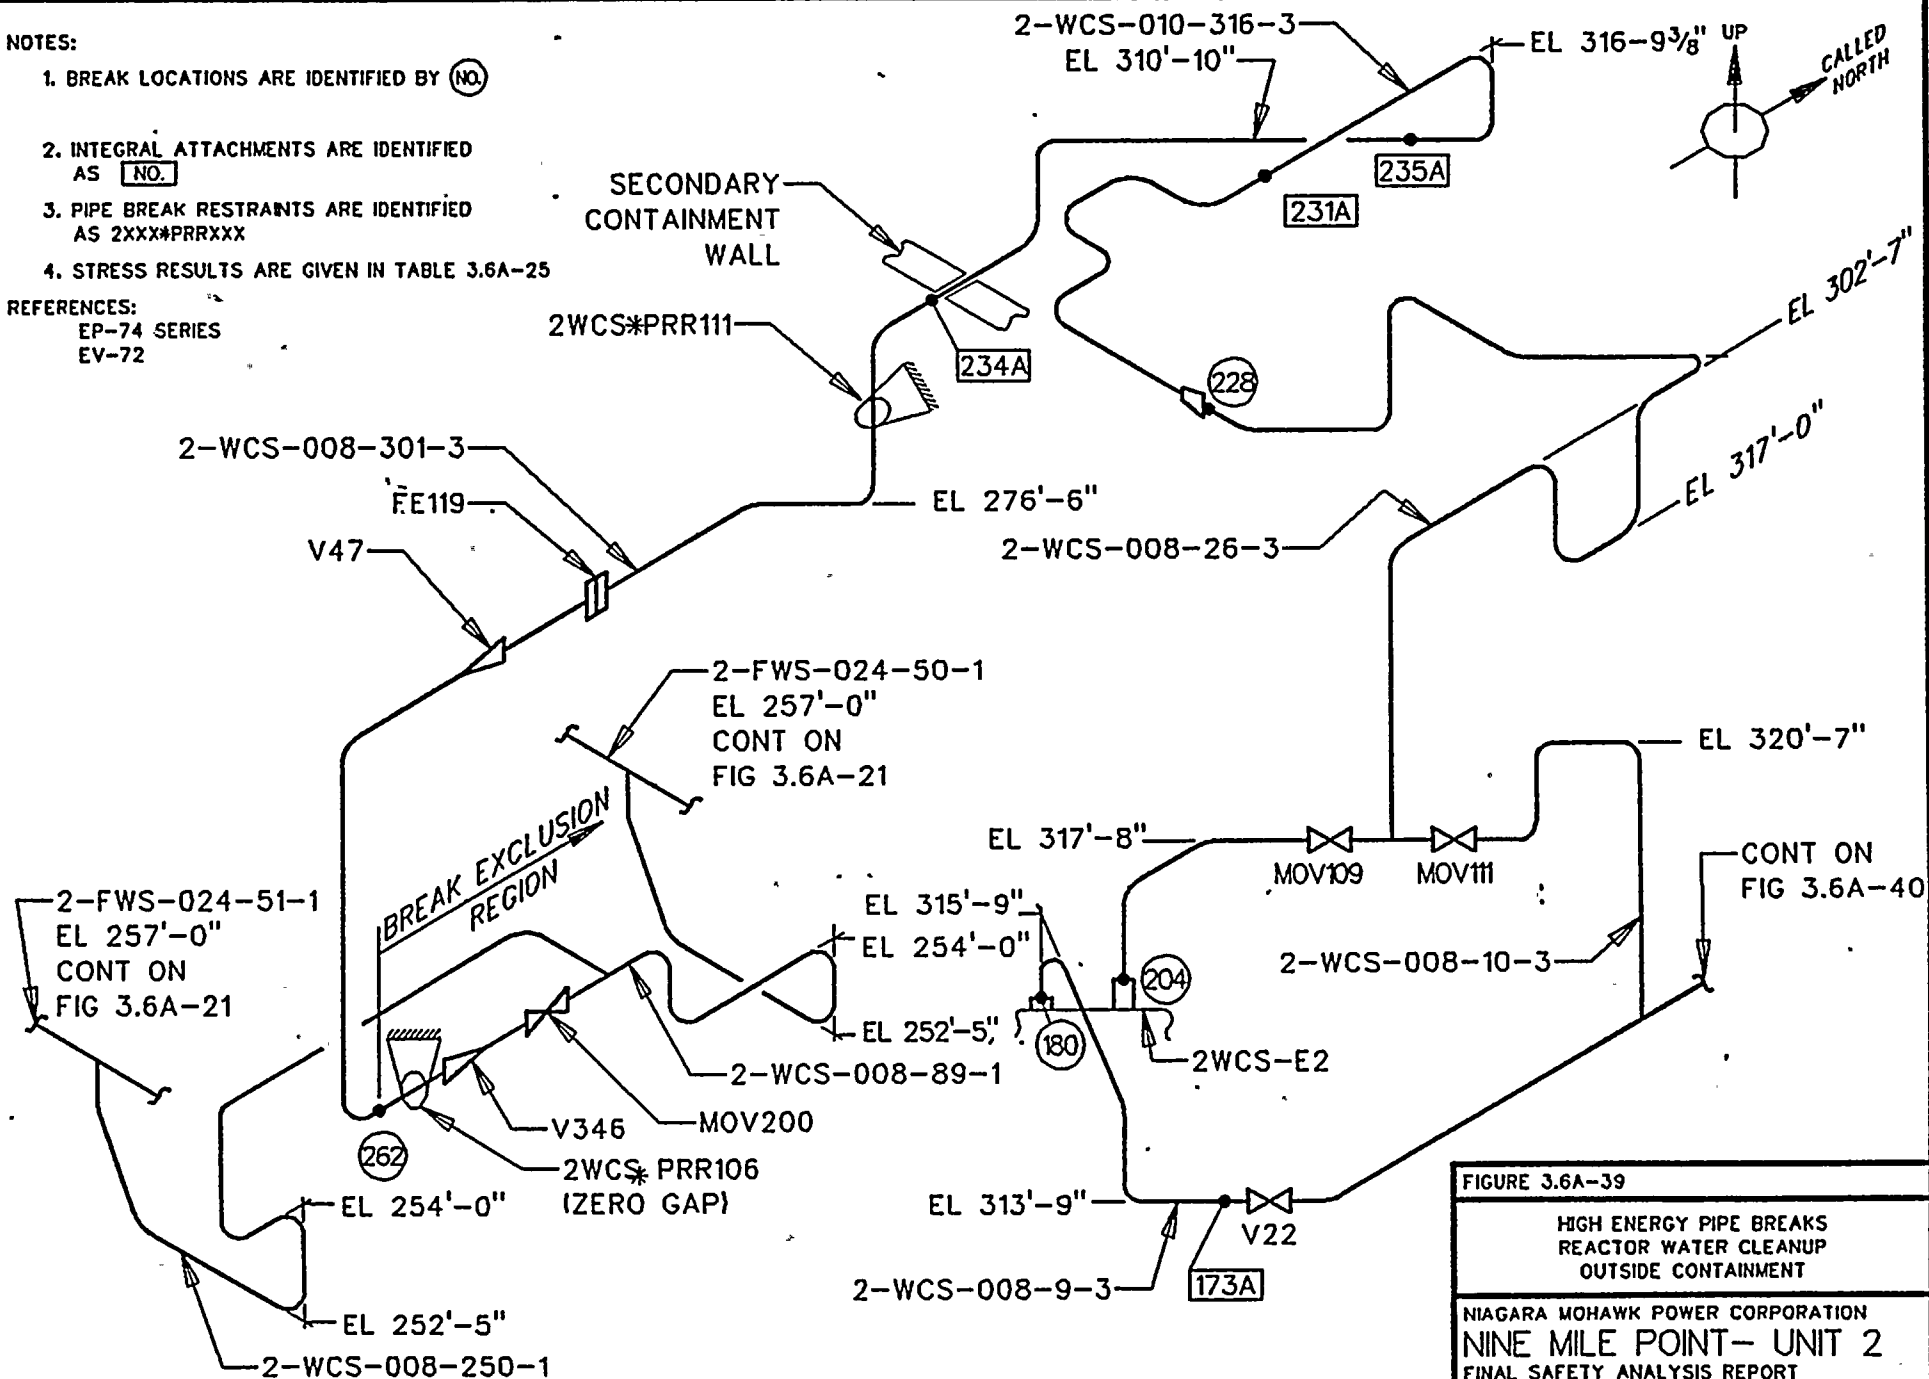 NOTES:
1. BREAK LOCATIONS ARE IDENTIFIED BY NO.
2. INTEGRAL ATTACHMENTS ARE IDENTIFIED
AS NO.
3. PIPE BREAK RESTRAINTS ARE IDENTIFIED
AS 2XXX*PRRXXX
4. STRESS RESULTS ARE GIVEN IN TABLE 3.6A-25
REFERENCES:
EP-74 SERIES
EV-72
2-WCS-010-316-3
EL 310'-10"
EL 316-9 3/8"
UP
CALLED
NORTH
235A
231A
SECONDARY
CONTAINMENT
WALL
2WCS*PRR111
234A
228
EL 302'-7"
EL 317'-0"
2-WCS-008-301-3
FE119
V47
EL 276'-6"
2-WCS-008-26-3
2-FWS-024-50-1
EL 257'-0"
CONT ON
FIG 3.6A-21
EL 320'-7"
EL 317'-8"
MOV109
MOV111
CONT ON
FIG 3.6A-40
BREAK EXCLUSION
REGION
2-FWS-024-51-1
EL 257'-0"
CONT ON
FIG 3.6A-21
EL 315'-9"
EL 254'-0"
2-WCS-008-10-3
204
EL 252'-5"
180
2WCS-E2
2-WCS-008-89-1
MOV200
V346
262
2WCS* PRR106
(ZERO GAP)
EL 254'-0"
EL 313'-9"
V22
2-WCS-008-9-3
173A
EL 252'-5"
2-WCS-008-250-1
FIGURE 3.6A-39
HIGH ENERGY PIPE BREAKS
REACTOR WATER CLEANUP
OUTSIDE CONTAINMENT
NIAGARA MOHAWK POWER CORPORATION
NINE MILE POINT- UNIT 2
FINAL SAFETY ANALYSIS REPORT